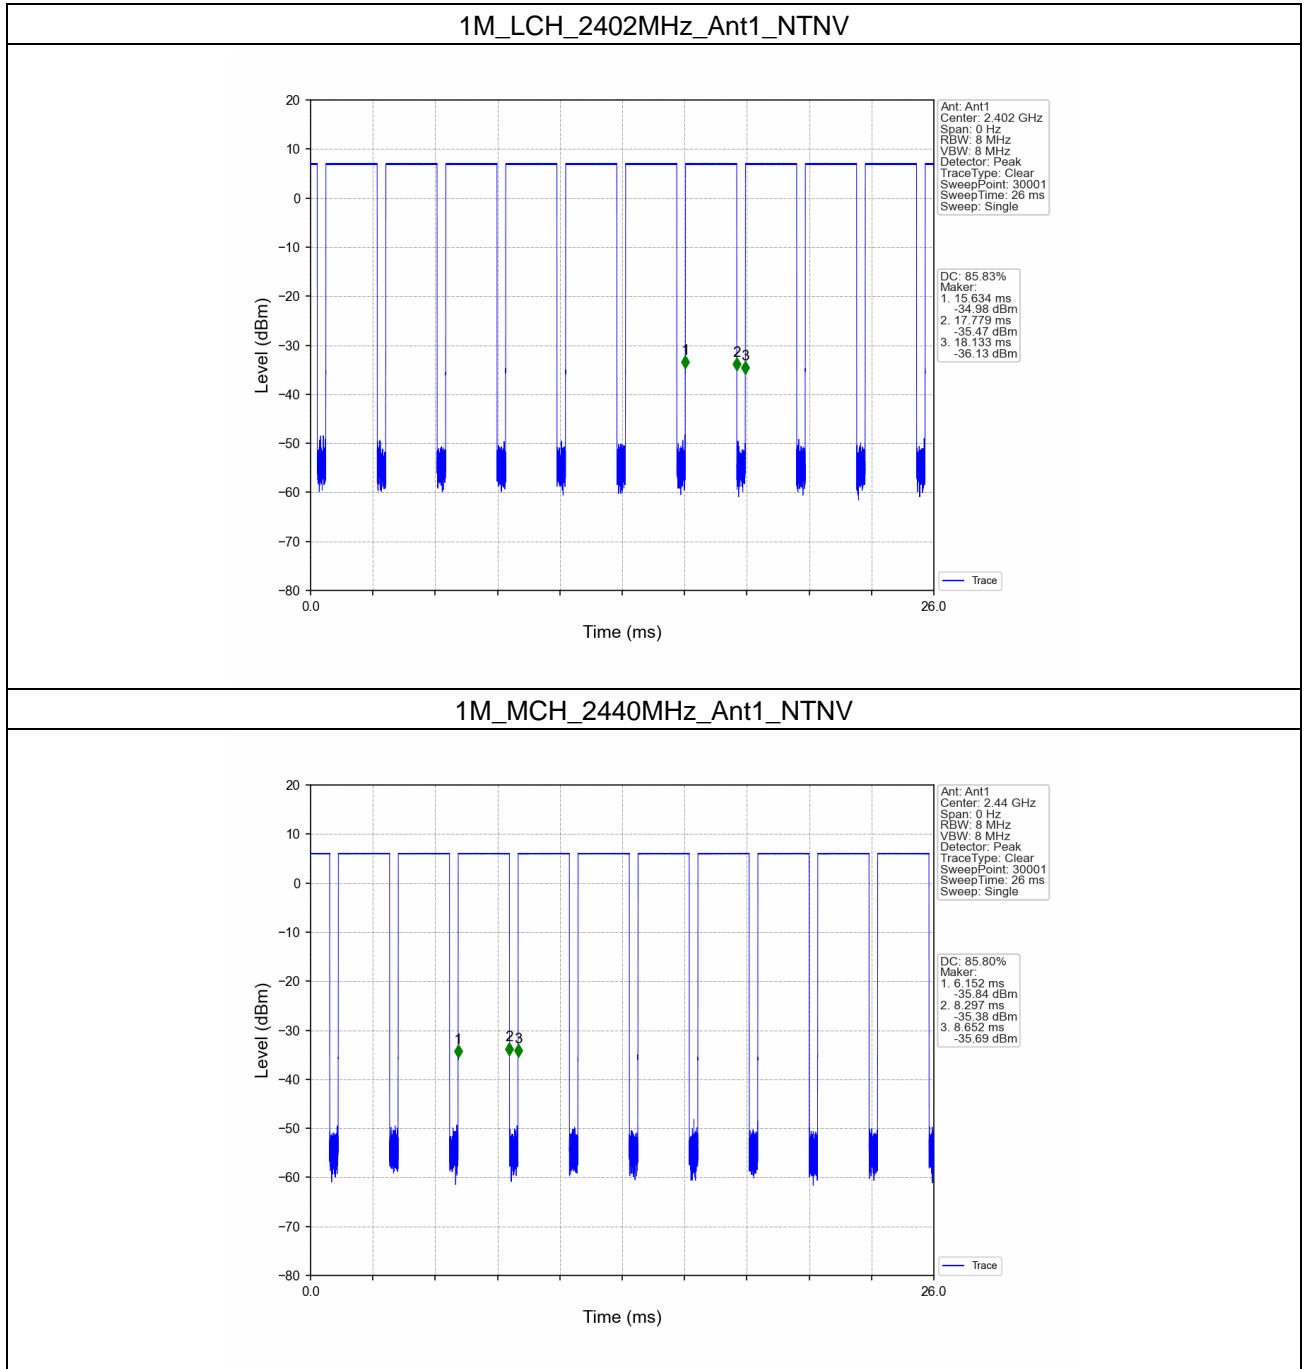 1M_LCH_2402MHz_Ant1_NTNV
20
10
0
−10
−20
−30
−40
−50
−60
−70
−80
Level (dBm)
0.0
26.0
Time (ms)
1
2
3
Ant: Ant1
Center: 2.402 GHz
Span: 0 Hz
RBW: 8 MHz
VBW: 8 MHz
Detector: Peak
TraceType: Clear
SweepPoint: 30001
SweepTime: 26 ms
Sweep: Single
DC: 85.83%
Maker:
1. 15.634 ms
-34.98 dBm
2. 17.779 ms
-35.47 dBm
3. 18.133 ms
-36.13 dBm
Trace
1M_MCH_2440MHz_Ant1_NTNV
20
10
0
−10
−20
−30
−40
−50
−60
−70
−80
Level (dBm)
0.0
26.0
Time (ms)
1
2
3
Ant: Ant1
Center: 2.44 GHz
Span: 0 Hz
RBW: 8 MHz
VBW: 8 MHz
Detector: Peak
TraceType: Clear
SweepPoint: 30001
SweepTime: 26 ms
Sweep: Single
DC: 85.80%
Maker:
1. 6.152 ms
-35.84 dBm
2. 8.297 ms
-35.38 dBm
3. 8.652 ms
-35.69 dBm
Trace